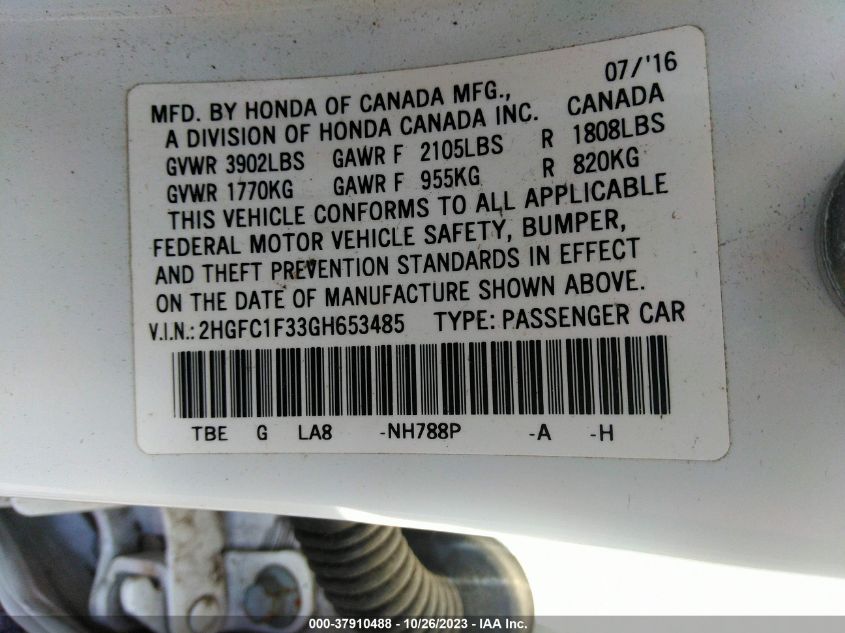 07/'16
MFD. BY HONDA OF CANADA MFG.,
A DIVISION OF HONDA CANADA INC. CANADA
GVWR 3902LBS GAWR F 2105LBS R 1808LBS
GVWR 1770KG GAWR F 955KG R 820KG
THIS VEHICLE CONFORMS TO ALL APPLICABLE
FEDERAL MOTOR VEHICLE SAFETY, BUMPER,
AND THEFT PREVENTION STANDARDS IN EFFECT
ON THE DATE OF MANUFACTURE SHOWN ABOVE.
V.I.N.: 2HGFC1F33GH653485 TYPE: PASSENGER CAR
TBE G LA8 -NH788P -A -H
000-37910488 - 10/26/2023 - IAA Inc.